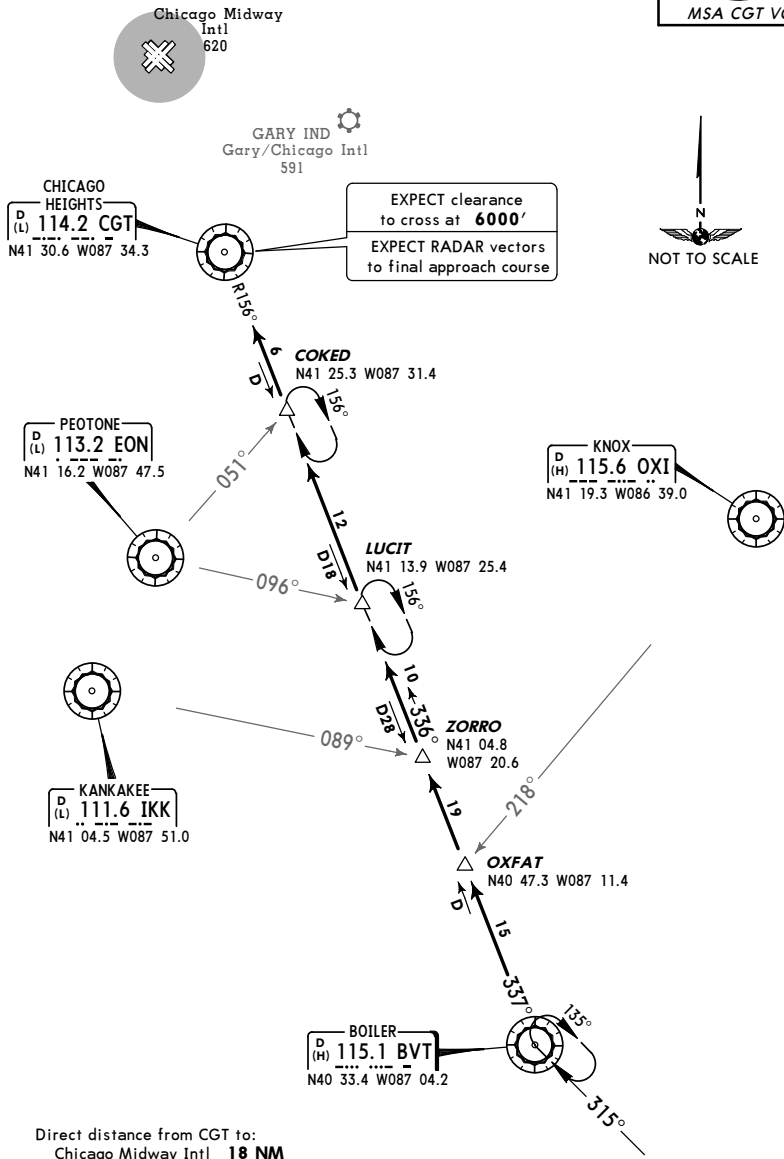 Chicago Midway
Intl
620
MSA CGT VO
GARY IND
Gary/Chicago Intl
591
CHICAGO
HEIGHTS
D
(L) 114.2 CGT
N41 30.6 W087 34.3
EXPECT clearance
to cross at 6000'
EXPECT RADAR vectors
to final approach course
N
NOT TO SCALE
R156°
6
D
COKED
N41 25.3 W087 31.4
156°
PEOTONE
D
(L) 113.2 EON
N41 16.2 W087 47.5
051°
12
D18
KNOX
D
(H) 115.6 OXI
N41 19.3 W086 39.0
LUCIT
N41 13.9 W087 25.4
096°
156°
10
336°
D28
ZORRO
N41 04.8
W087 20.6
089°
KANKAKEE
D
(L) 111.6 IKK
N41 04.5 W087 51.0
19
218°
OXFAT
N40 47.3 W087 11.4
D
15
337°
135°
BOILER
D
(H) 115.1 BVT
N40 33.4 W087 04.2
315°
Direct distance from CGT to:
Chicago Midway Intl 18 NM